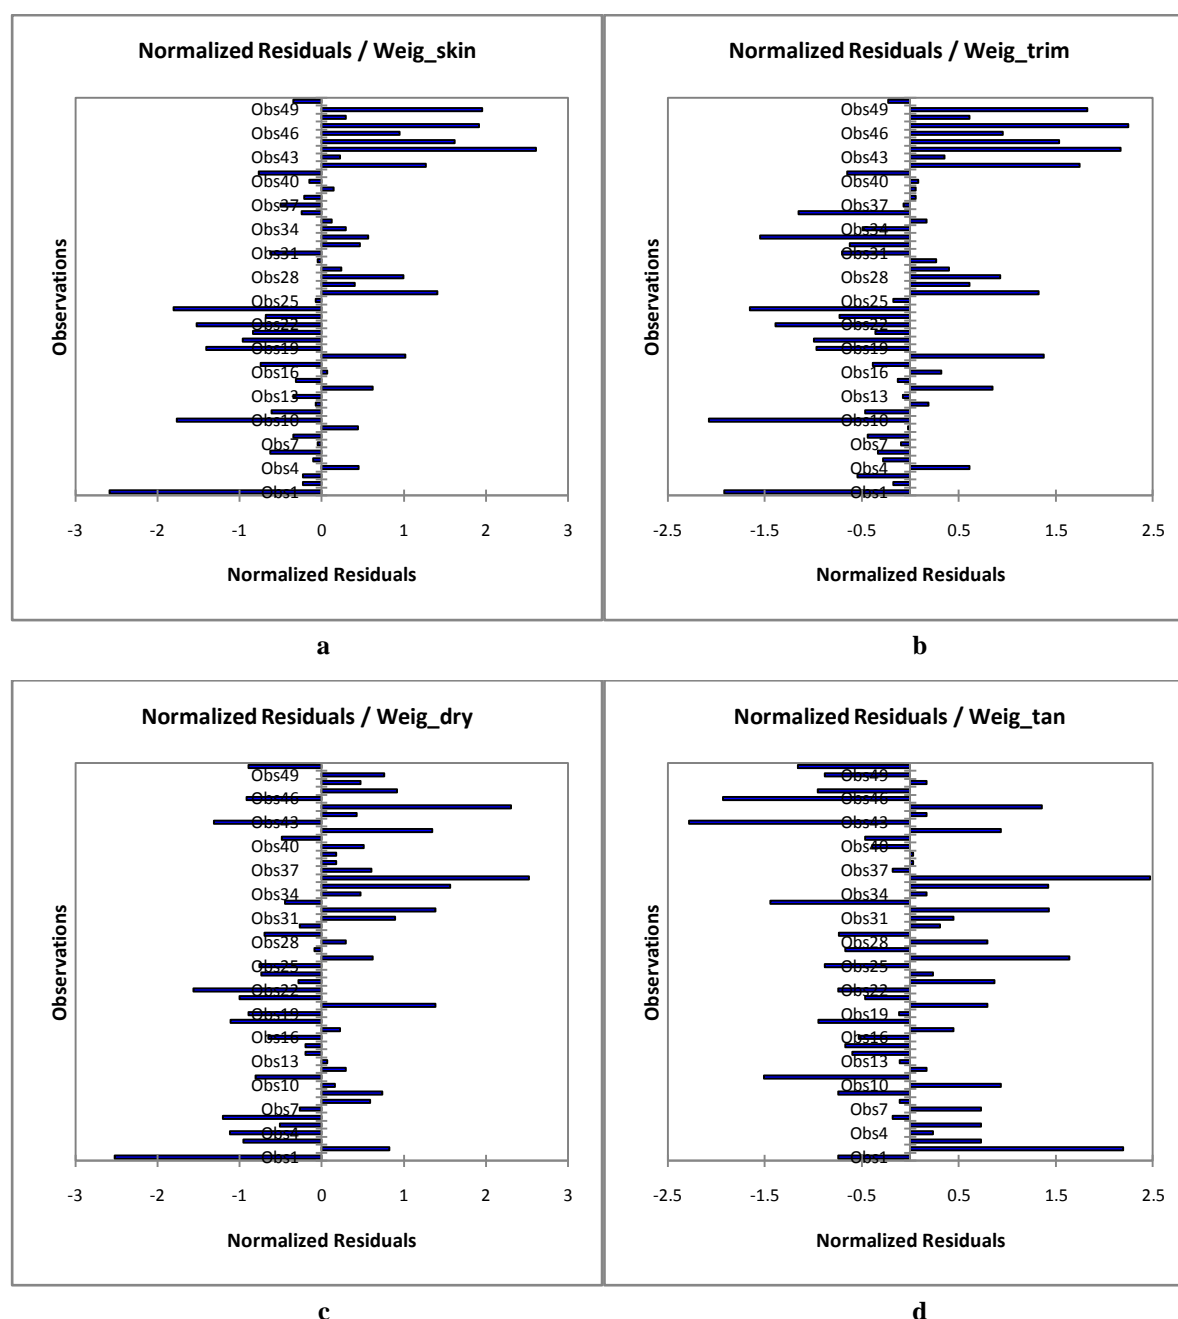 Normalized Residuals / Weig_skin
Observations
Obs49
Obs46
Obs43
Obs40
Obs37
Obs34
Obs31
Obs28
Obs25
Obs22
Obs19
Obs16
Obs13
Obs10
Obs7
Obs4
Obs1
-3 -2 -1 0 1 2 3
Normalized Residuals
a
Normalized Residuals / Weig_trim
Observations
Obs49
Obs46
Obs43
Obs40
Obs37
Obs34
Obs31
Obs28
Obs25
Obs22
Obs19
Obs16
Obs13
Obs10
Obs7
Obs4
Obs1
-2.5 -1.5 -0.5 0.5 1.5 2.5
Normalized Residuals
b
Normalized Residuals / Weig_dry
Observations
Obs49
Obs46
Obs43
Obs40
Obs37
Obs34
Obs31
Obs28
Obs25
Obs22
Obs19
Obs16
Obs13
Obs10
Obs7
Obs4
Obs1
-3 -2 -1 0 1 2 3
Normalized Residuals
c
Normalized Residuals / Weig_tan
Observations
Obs49
Obs46
Obs43
Obs40
Obs37
Obs34
Obs31
Obs28
Obs25
Obs22
Obs19
Obs16
Obs13
Obs10
Obs7
Obs4
Obs1
-2.5 -1.5 -0.5 0.5 1.5 2.5
Normalized Residuals
d